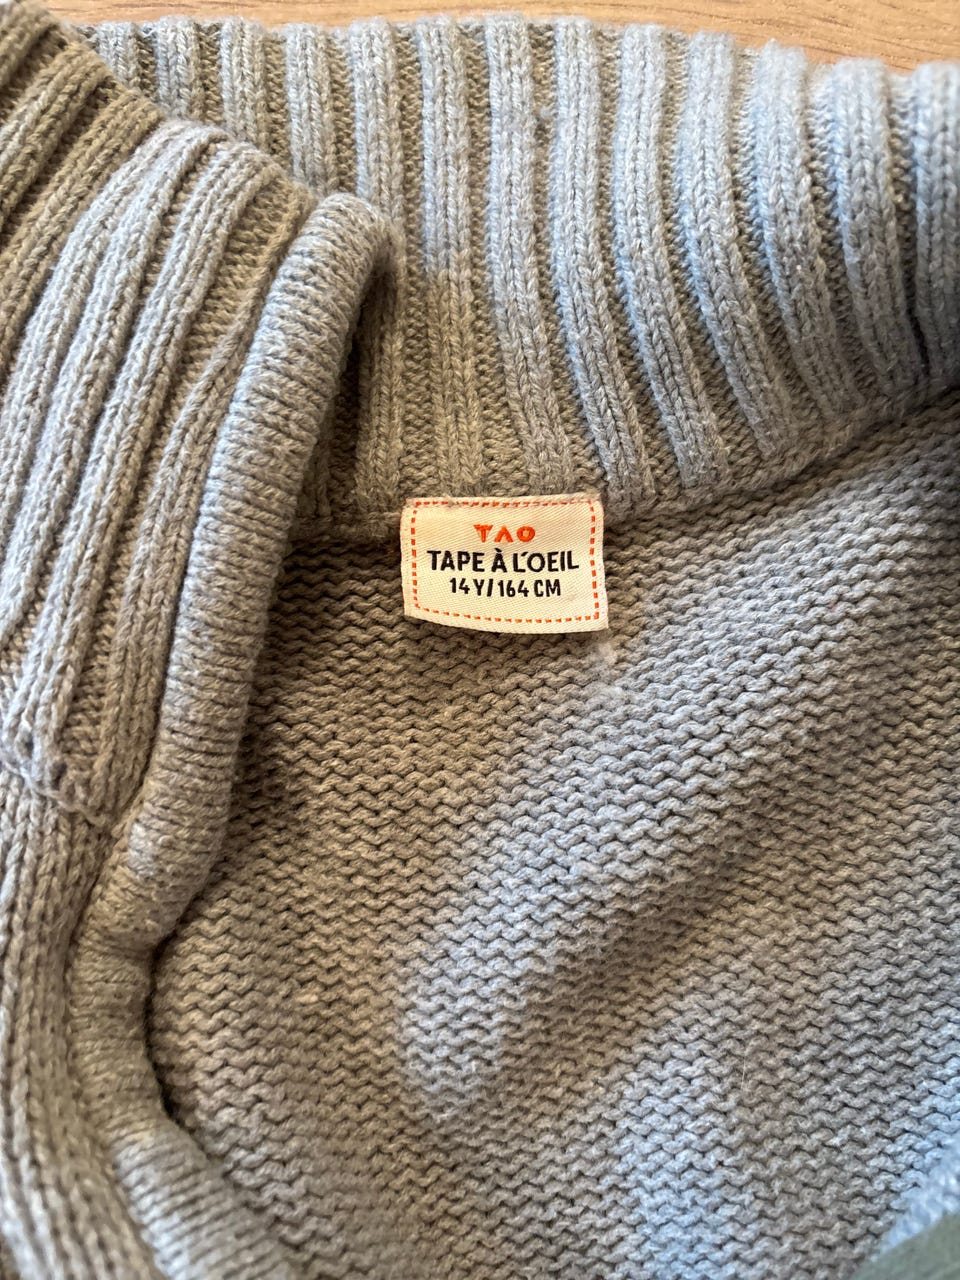 TAO
TAPE À L'OEIL
14Y/164 CM